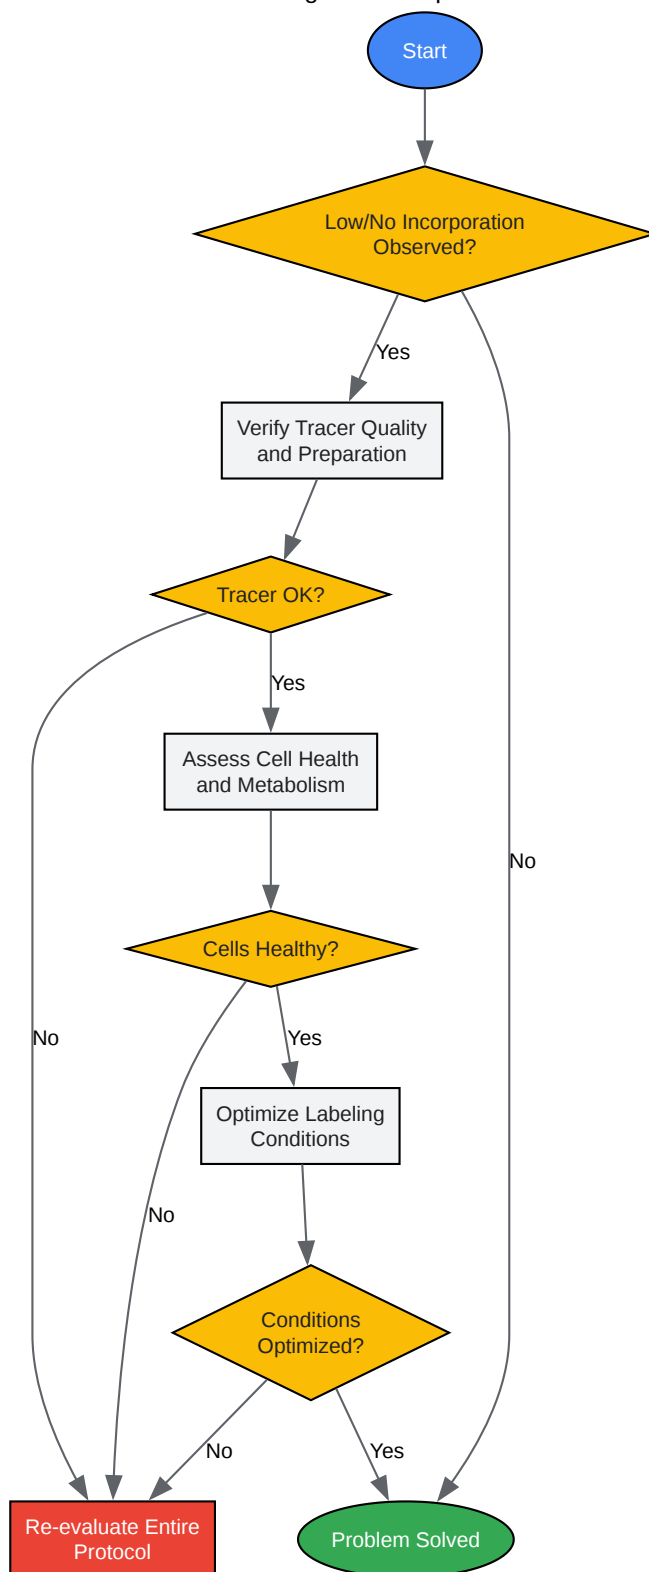 Start
Low/No Incorporation
Observed?
Yes
Verify Tracer Quality
and Preparation
Tracer OK?
Yes
Assess Cell Health
and Metabolism
No
Cells Healthy?
No
Yes
Optimize Labeling
Conditions
No
Conditions
Optimized?
No
Yes
Re-evaluate Entire
Protocol
Problem Solved